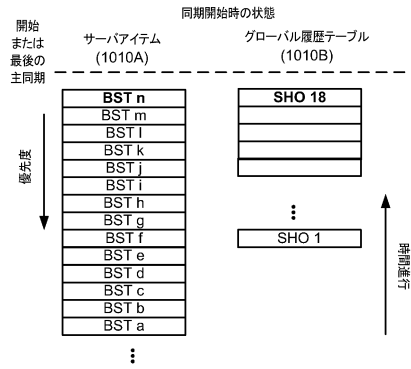 同期開始時の状態
開始
または
最後の
主同期
サーバアイテム
(1010A)
グローバル履歴テーブル
(1010B)
優先度
BST n
BST m
BST l
BST k
BST j
BST i
BST h
BST g
BST f
BST e
BST d
BST c
BST b
BST a
SHO 18
SHO 1
時間進行